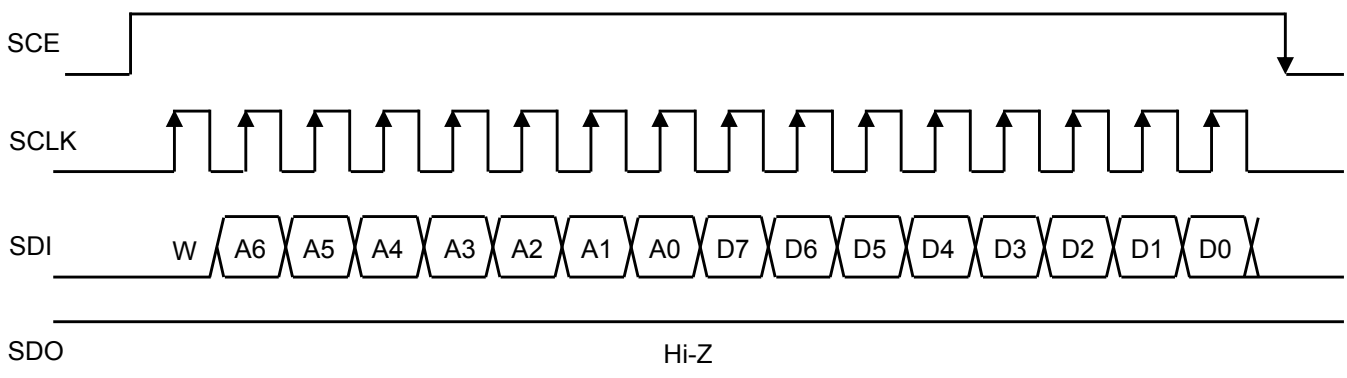 SCE
SCLK
SDI W A6 A5 A4 A3 A2 A1 A0 D7 D6 D5 D4 D3 D2 D1 D0
SDO Hi-Z